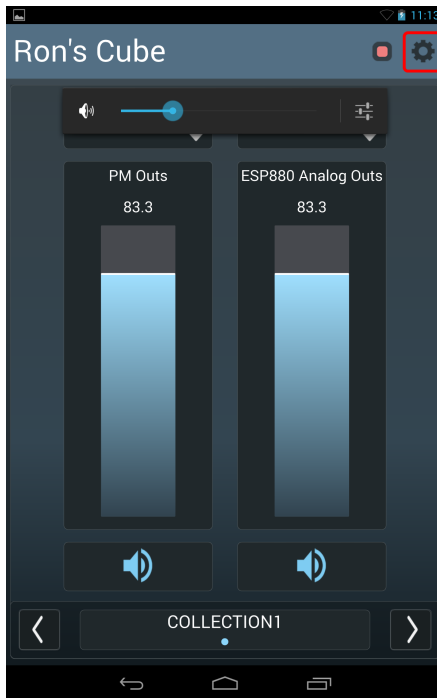 11:13
Ron's Cube
PM Outs
ESP880 Analog Outs
83.3
83.3
COLLECTION1